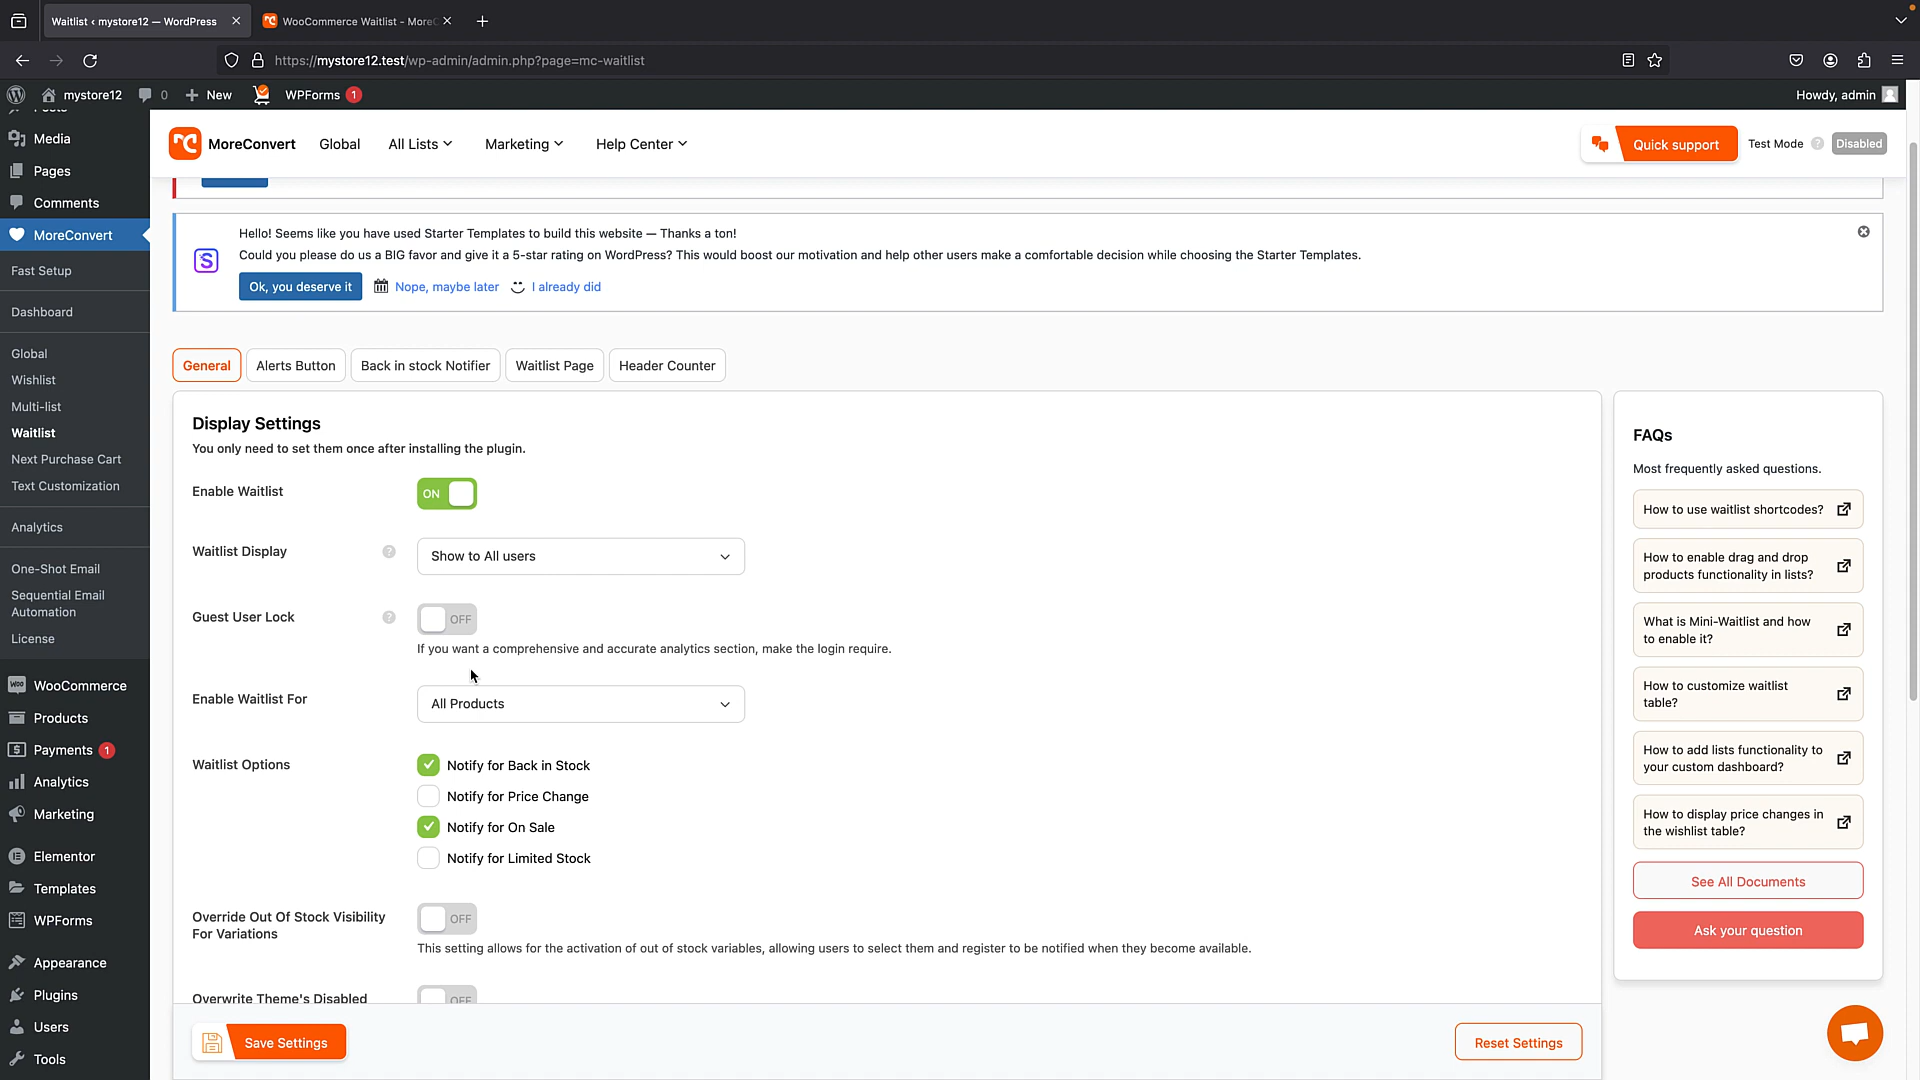 Waitlist ‹ mystore12 — WordPress
WooCommerce Waitlist - MoreC
https://mystore12.test/wp-admin/admin.php?page=mc-waitlist
mystore12
0
New
WPForms 1
Howdy, admin
Posts
Media
Pages
Comments
MoreConvert
Fast Setup
Dashboard
Global
Wishlist
Multi-list
Waitlist
Next Purchase Cart
Text Customization
Analytics
One-Shot Email
Sequential Email
Automation
License
WooCommerce
Products
Payments 1
Analytics
Marketing
Elementor
Templates
WPForms
Appearance
Plugins
Users
Tools
MoreConvert
Global
All Lists
Marketing
Help Center
Quick support
Test Mode
Disabled
Hello! Seems like you have used Starter Templates to build this website — Thanks a ton!
Could you please do us a BIG favor and give it a 5-star rating on WordPress? This would boost our motivation and help other users make a comfortable decision while choosing the Starter Templates.
Ok, you deserve it
Nope, maybe later
I already did
General
Alerts Button
Back in stock Notifier
Waitlist Page
Header Counter
Display Settings
You only need to set them once after installing the plugin.
Enable Waitlist
ON
Waitlist Display
Show to All users
Guest User Lock
OFF
If you want a comprehensive and accurate analytics section, make the login require.
Enable Waitlist For
All Products
Waitlist Options
Notify for Back in Stock
Notify for Price Change
Notify for On Sale
Notify for Limited Stock
Override Out Of Stock Visibility
For Variations
OFF
This setting allows for the activation of out of stock variables, allowing users to select them and register to be notified when they become available.
Overwrite Theme's Disabled
OFF
Save Settings
Reset Settings
FAQs
Most frequently asked questions.
How to use waitlist shortcodes?
How to enable drag and drop
products functionality in lists?
What is Mini-Waitlist and how
to enable it?
How to customize waitlist
table?
How to add lists functionality to
your custom dashboard?
How to display price changes in
the wishlist table?
See All Documents
Ask your question